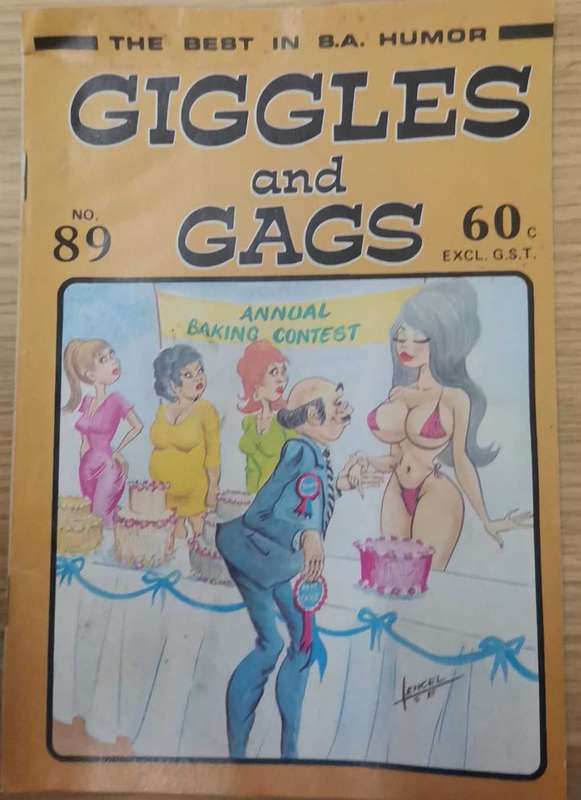 THE BEST IN S.A. HUMOR
GIGGLES
and
GAGS
NO.
89
60c
EXCL. G.S.T.
ANNUAL
BAKING CONTEST